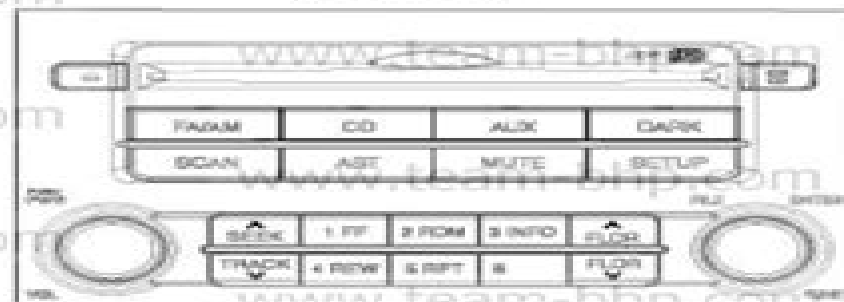 www.team-bhp.com
FM/AM CD AUX DARK
SCAN AST MUTE SETUP
www.team-bhp.com
FILE ENTER
SEEK 1 FF 2 RDM 3 INFO FLDR
TRACK 4 REW 5 RPT 6 FLDR
VOL TUNE
www.team-bhp.com